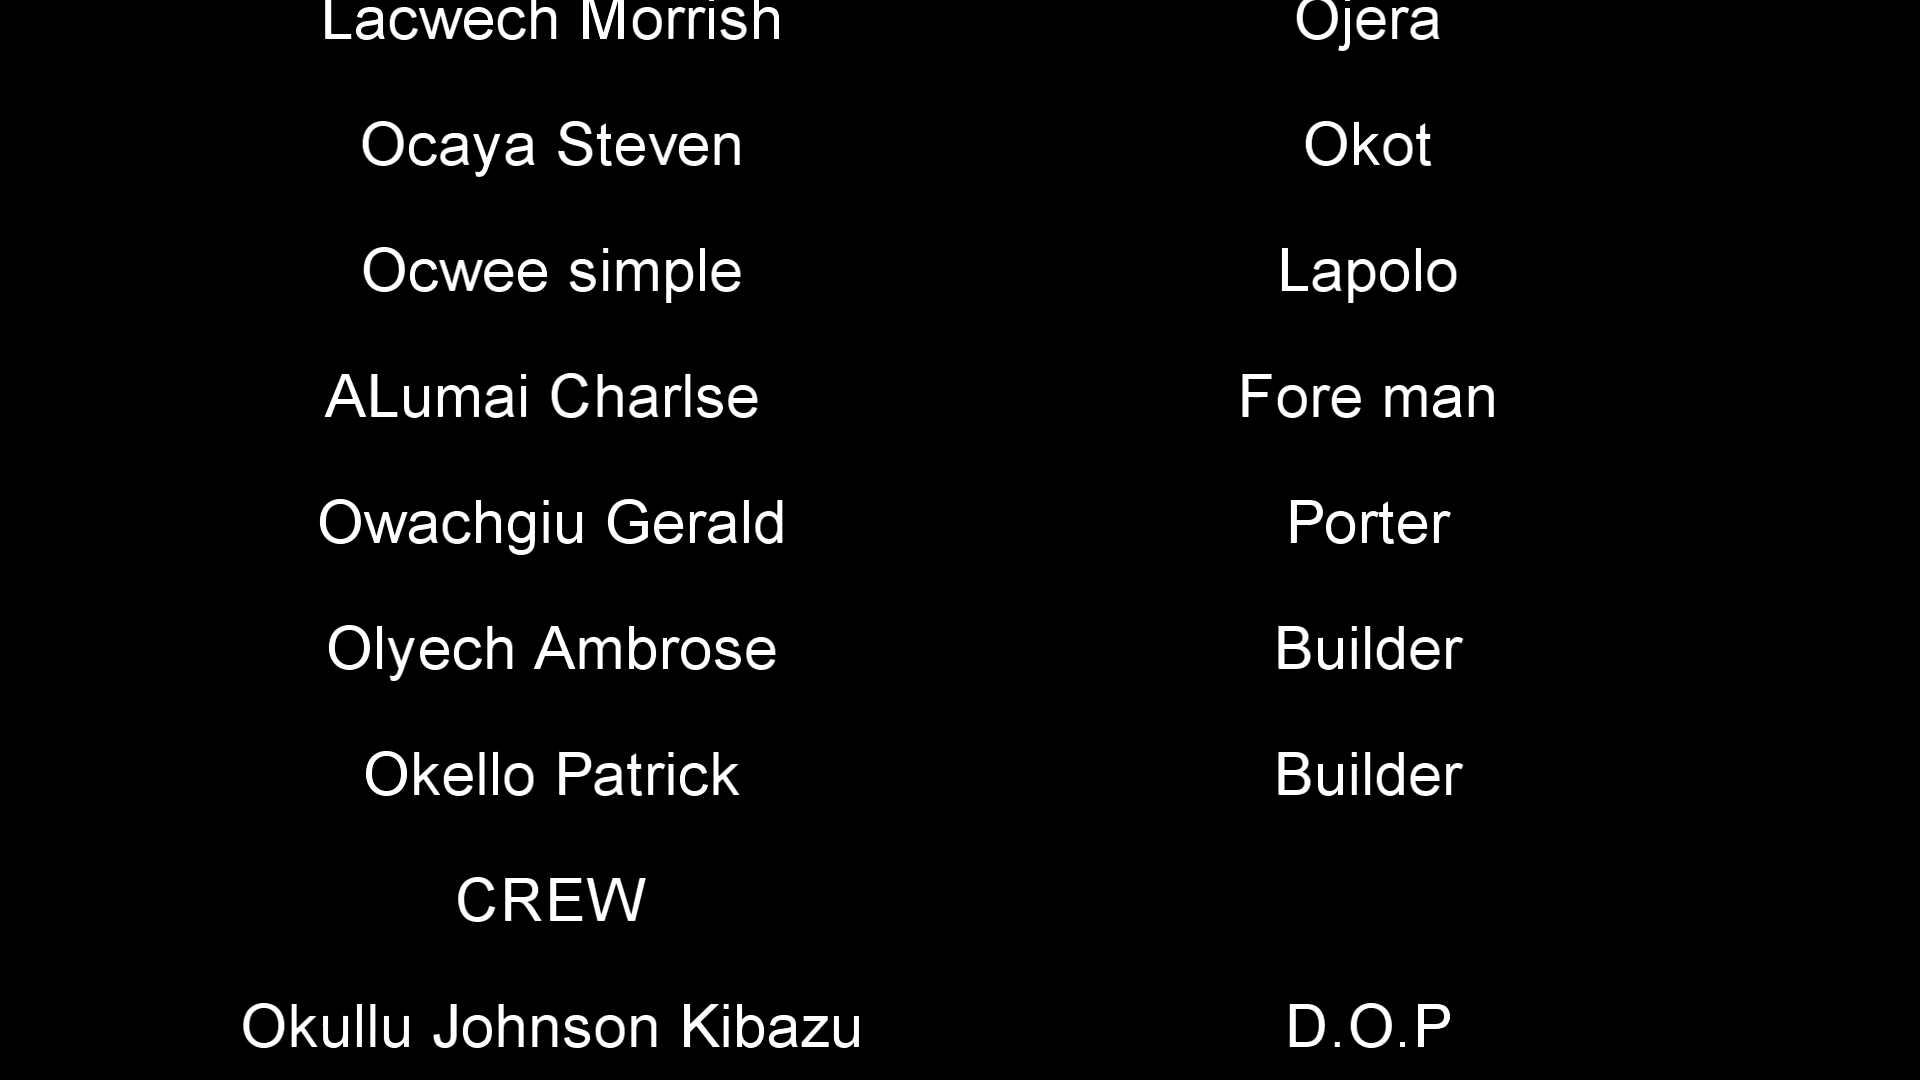 Lacwech Morrish Ojera
Ocaya Steven Okot
Ocwee simple Lapolo
ALumai Charlse Fore man
Owachgiu Gerald Porter
Olyech Ambrose Builder
Okello Patrick Builder
CREW
Okullu Johnson Kibazu D.O.P